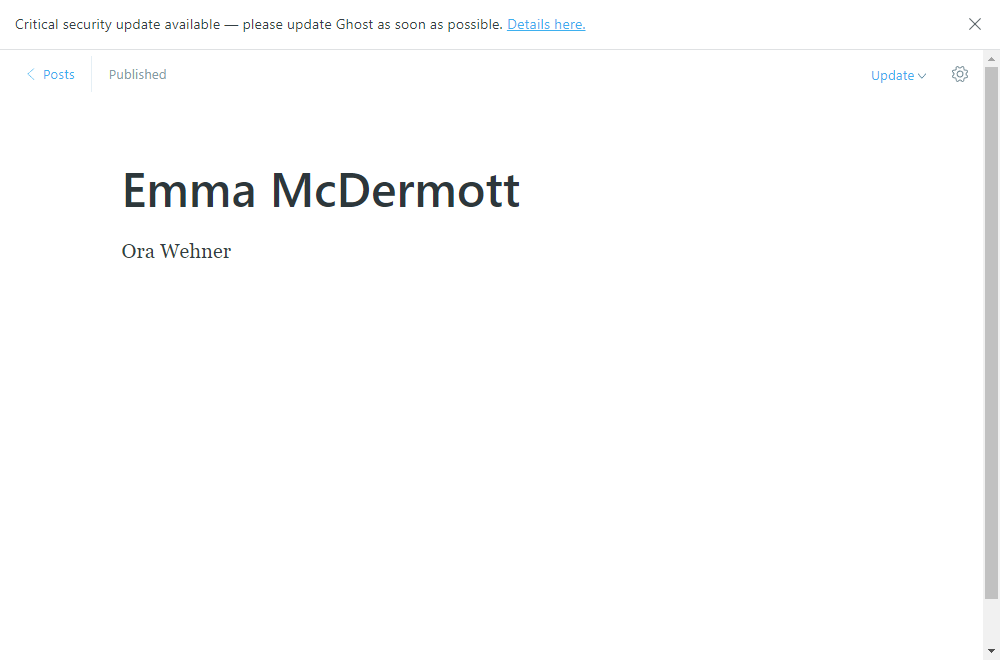 Critical security update available — please update Ghost as soon as possible. Details here.
Posts
Published
Update
Emma McDermott
Ora Wehner